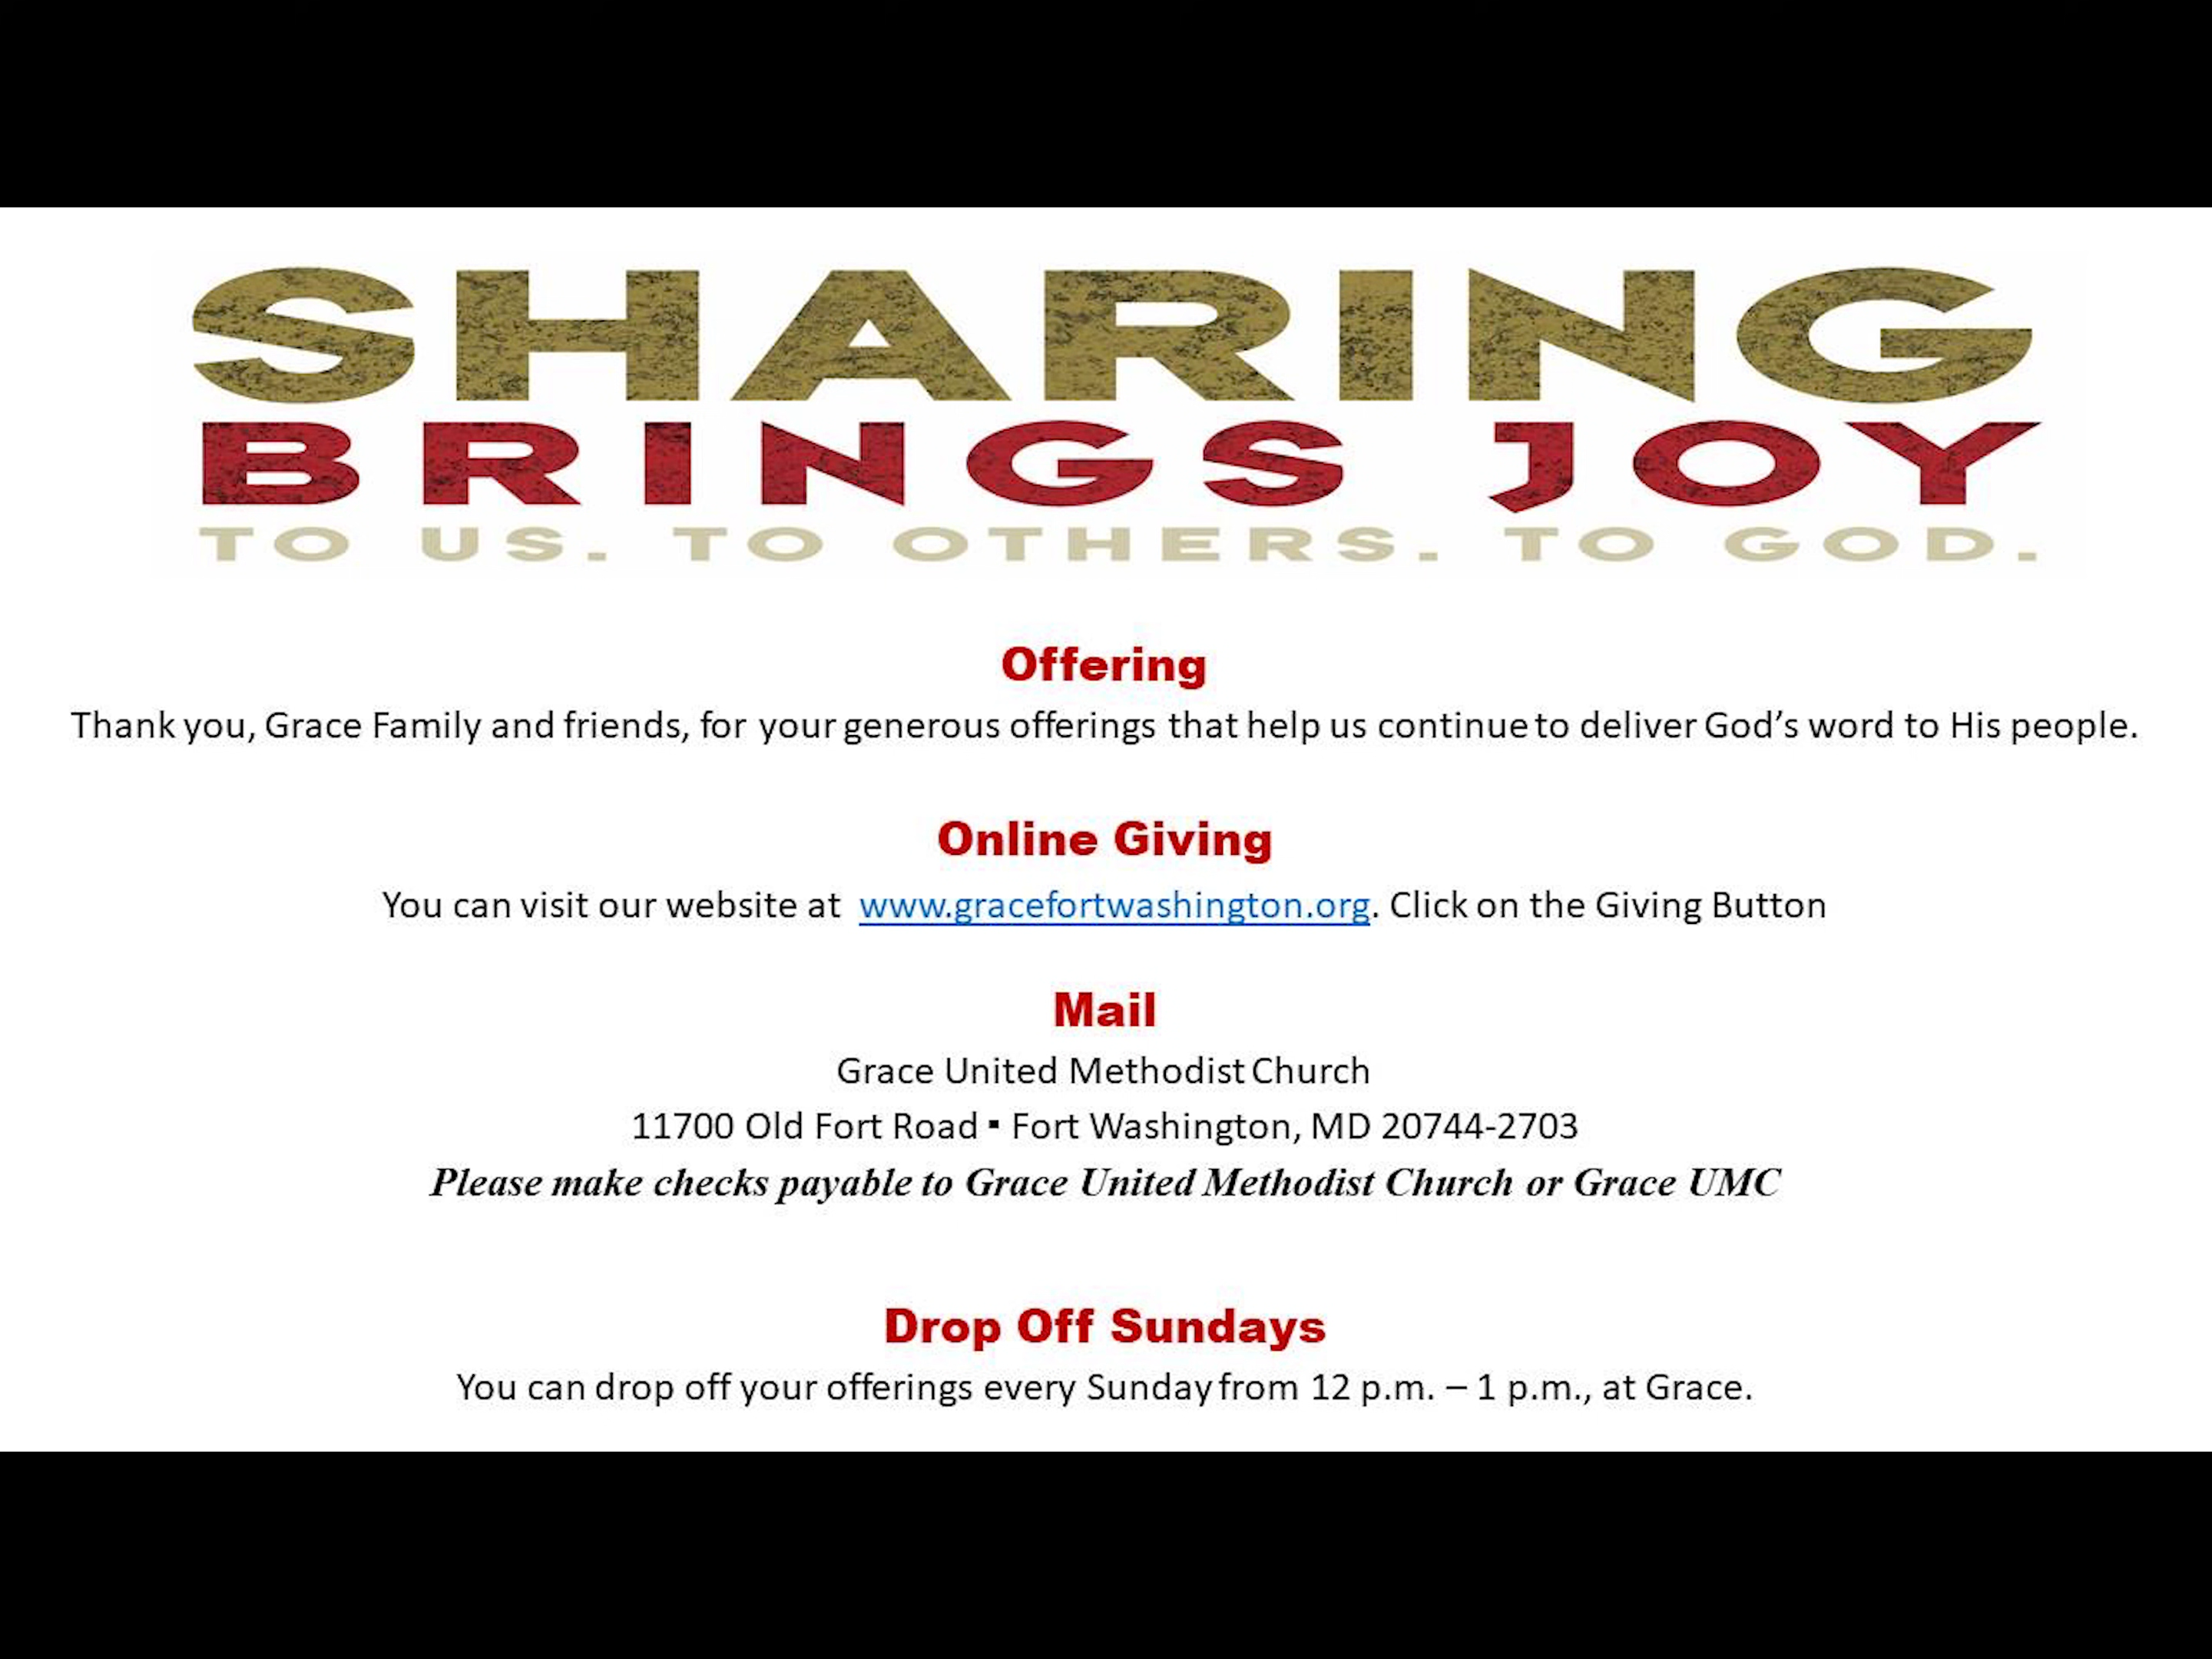 SHARING
BRINGS JOY
TO US. TO OTHERS. TO GOD.
Offering
Thank you, Grace Family and friends, for your generous offerings that help us continue to deliver God’s word to His people.
Online Giving
You can visit our website at www.gracefortwashington.org. Click on the Giving Button
Mail
Grace United Methodist Church
11700 Old Fort Road ▪ Fort Washington, MD 20744-2703
Please make checks payable to Grace United Methodist Church or Grace UMC
Drop Off Sundays
You can drop off your offerings every Sunday from 12 p.m. – 1 p.m., at Grace.